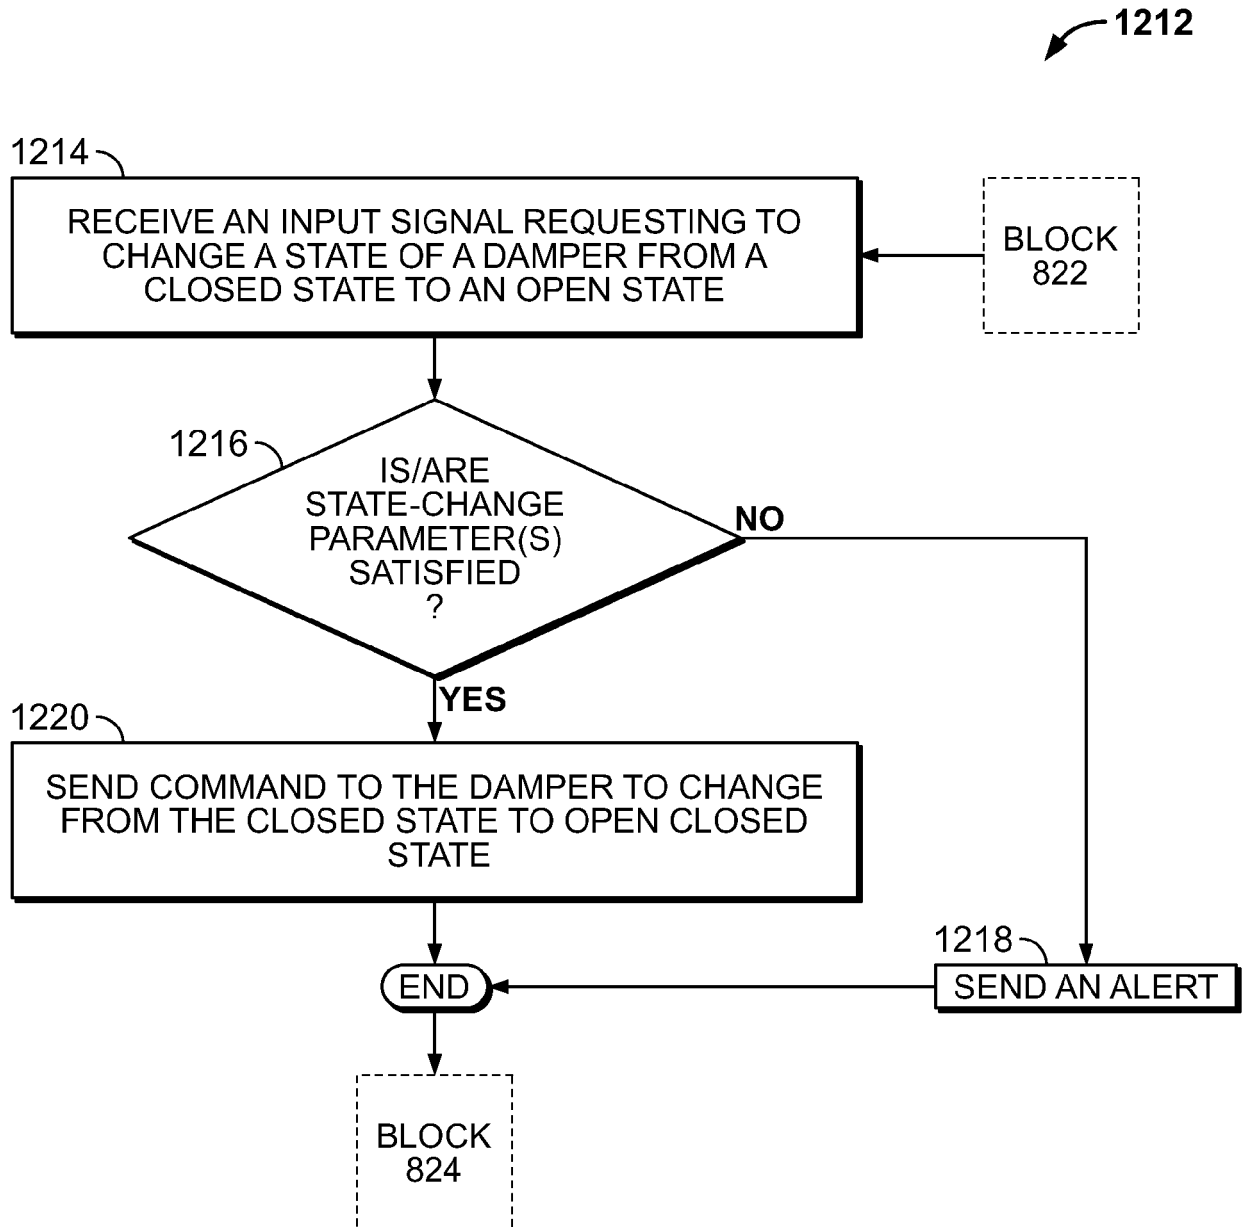 1212
1214
RECEIVE AN INPUT SIGNAL REQUESTING TO
CHANGE A STATE OF A DAMPER FROM A
CLOSED STATE TO AN OPEN STATE
BLOCK
822
1216
IS/ARE
STATE-CHANGE
PARAMETER(S)
SATISFIED
?
NO
YES
1220
SEND COMMAND TO THE DAMPER TO CHANGE
FROM THE CLOSED STATE TO OPEN CLOSED
STATE
1218
SEND AN ALERT
END
BLOCK
824